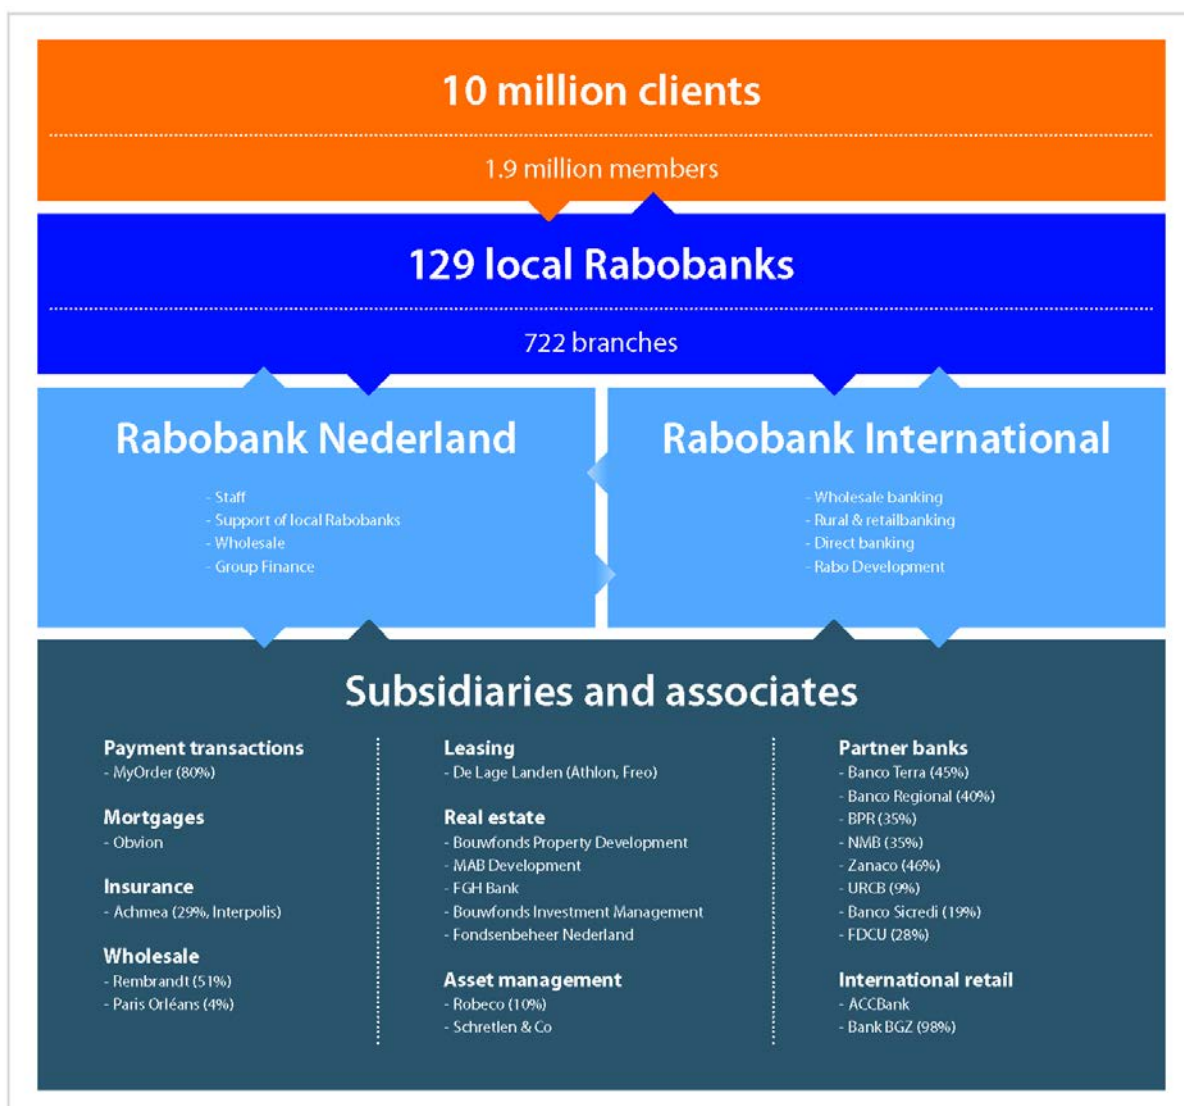 10 million clients
1.9 million members
129 local Rabobanks
722 branches
Rabobank Nederland
- Staff
- Support of local Rabobanks
- Wholesale
- Group Finance
Rabobank International
- Wholesale banking
- Rural & retailbanking
- Direct banking
- Rabo Development
Subsidiaries and associates
Payment transactions
- MyOrder (80%)
Mortgages
- Obvion
Insurance
- Achmea (29%, Interpolis)
Wholesale
- Rembrandt (51%)
- Paris Orléans (4%)
Leasing
- De Lage Landen (Athlon, Freo)
Real estate
- Bouwfonds Property Development
- MAB Development
- FGH Bank
- Bouwfonds Investment Management
- Fondsenbeheer Nederland
Asset management
- Robeco (10%)
- Schretlen & Co
Partner banks
- Banco Terra (45%)
- Banco Regional (40%)
- BPR (35%)
- NMB (35%)
- Zanaco (46%)
- URCB (9%)
- Banco Sicredi (19%)
- FDCU (28%)
International retail
- ACCBank
- Bank BGZ (98%)